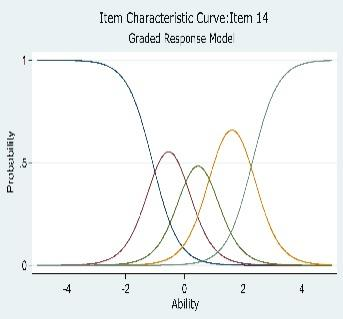 Item Characteristic Curve:Item 14
Graded Response Model
Probability
1
.5
0
-4 -2 0 2 4
Ability